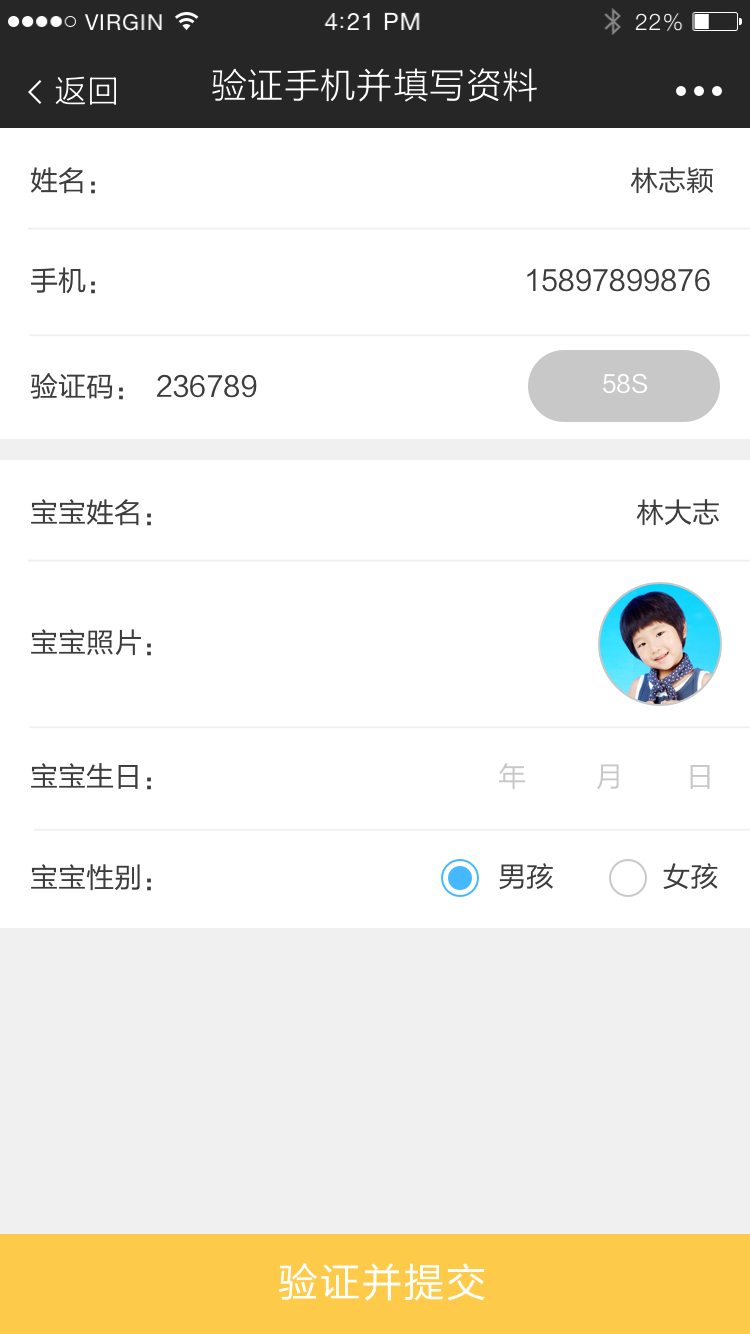 VIRGIN 4:21 PM 22%
返回 验证手机并填写资料
姓名： 林志颖
手机： 15897899876
验证码： 236789 58S
宝宝姓名： 林大志
宝宝照片：
宝宝生日： 年 月 日
宝宝性别： 男孩 女孩
验证并提交